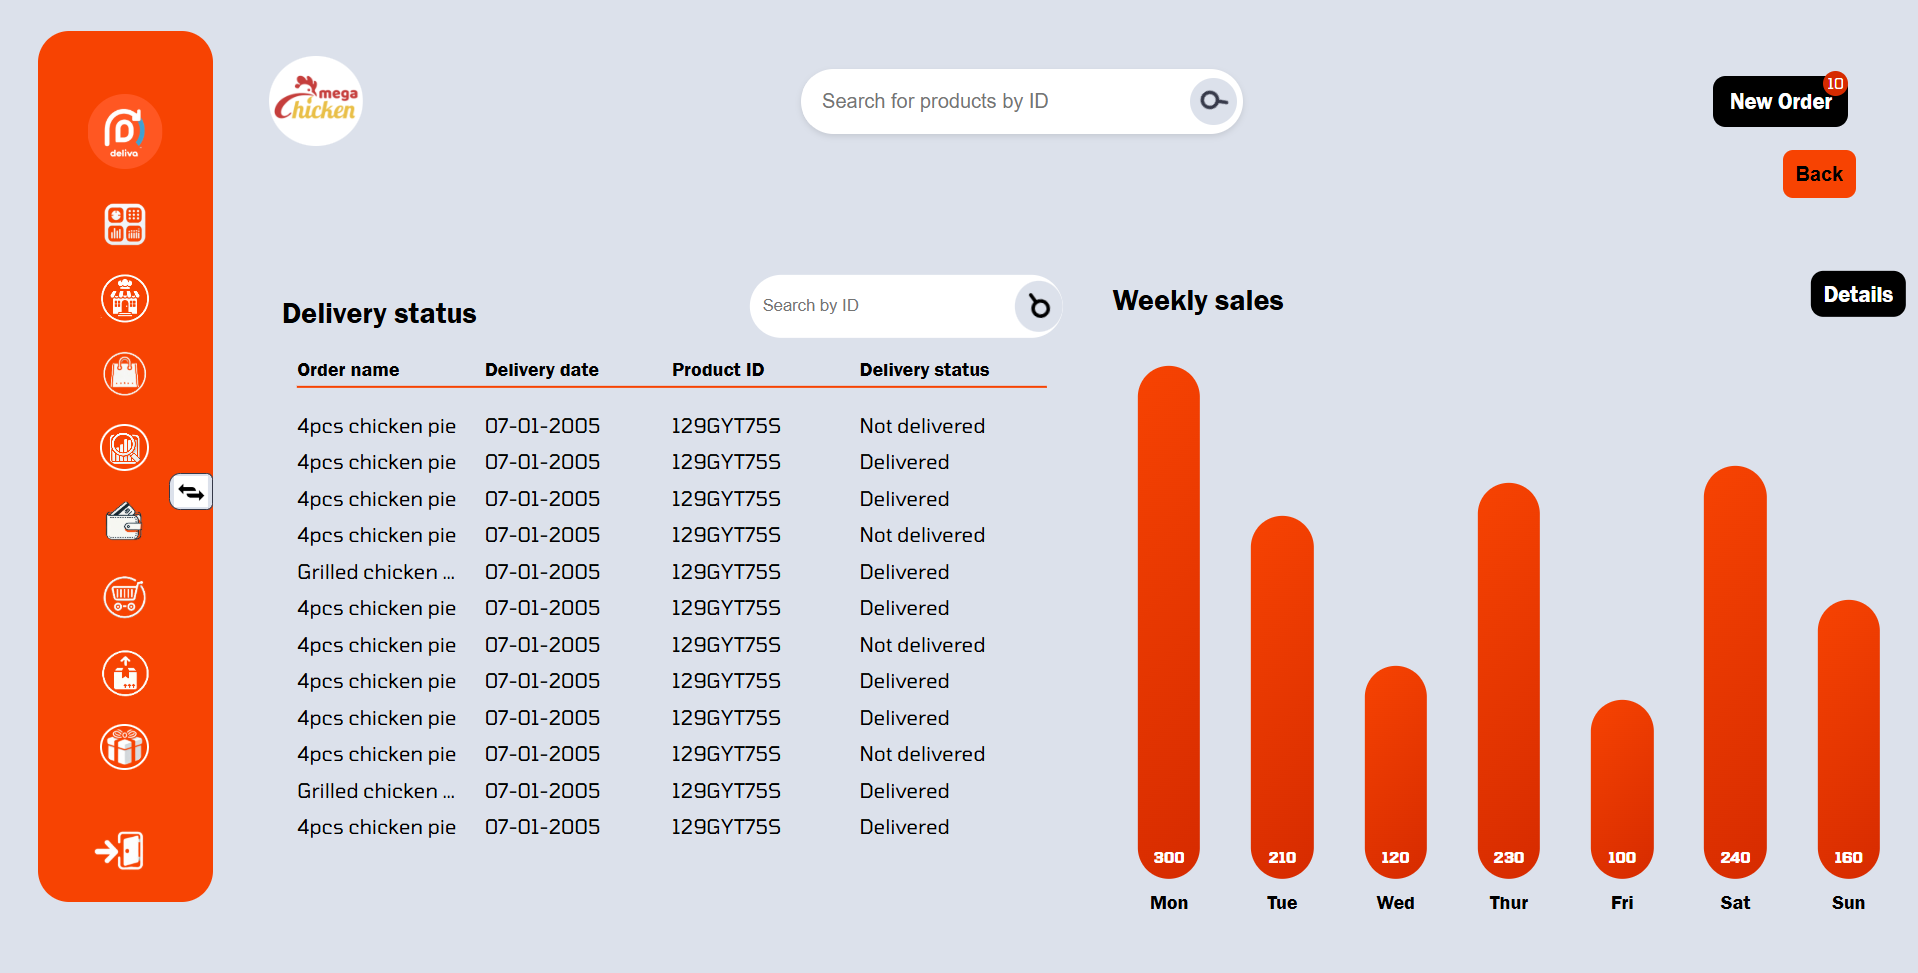 deliva
mega
Chicken
Search for products by ID
10
New Order
Back
Delivery status
Search by ID
Weekly sales
Details
Order name Delivery date Product ID Delivery status
4pcs chicken pie 07-01-2005 129GYT75S Not delivered
4pcs chicken pie 07-01-2005 129GYT75S Delivered
4pcs chicken pie 07-01-2005 129GYT75S Delivered
4pcs chicken pie 07-01-2005 129GYT75S Not delivered
Grilled chicken ... 07-01-2005 129GYT75S Delivered
4pcs chicken pie 07-01-2005 129GYT75S Delivered
4pcs chicken pie 07-01-2005 129GYT75S Not delivered
4pcs chicken pie 07-01-2005 129GYT75S Delivered
4pcs chicken pie 07-01-2005 129GYT75S Delivered
4pcs chicken pie 07-01-2005 129GYT75S Not delivered
Grilled chicken ... 07-01-2005 129GYT75S Delivered
4pcs chicken pie 07-01-2005 129GYT75S Delivered
300 210 120 230 100 240 160
Mon Tue Wed Thur Fri Sat Sun